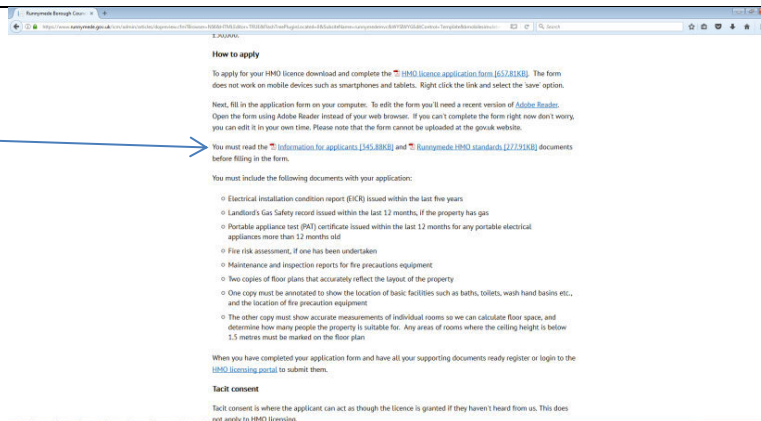 Runnymede Borough Counc
Search
£30,000.
How to apply
To apply for your HMO licence download and complete the HMO licence application form [657.81KB]. The form
does not work on mobile devices such as smartphones and tablets. Right click the link and select the 'save' option.
Next, fill in the application form on your computer. To edit the form you'll need a recent version of Adobe Reader.
Open the form using Adobe Reader instead of your web browser. If you can't complete the form right now don't worry,
you can edit it in your own time. Please note that the form cannot be uploaded at the gov.uk website.
You must read the Information for applicants [345.88KB] and Runnymede HMO standards [277.91KB] documents
before filling in the form.
You must include the following documents with your application:
Electrical installation condition report (EICR) issued within the last five years
Landlord's Gas Safety record issued within the last 12 months, if the property has gas
Portable appliance test (PAT) certificate issued within the last 12 months for any portable electrical
appliances more than 12 months old
Fire risk assessment, if one has been undertaken
Maintenance and inspection reports for fire precautions equipment
Two copies of floor plans that accurately reflect the layout of the property
One copy must be annotated to show the location of basic facilities such as baths, toilets, wash hand basins etc.,
and the location of fire precaution equipment
The other copy must show accurate measurements of individual rooms so we can calculate floor space, and
determine how many people the property is suitable for. Any areas of rooms where the ceiling height is below
1.5 metres must be marked on the floor plan
When you have completed your application form and have all your supporting documents ready register or login to the
HMO licensing portal to submit them.
Tacit consent
Tacit consent is where the applicant can act as though the licence is granted if they haven't heard from us. This does
not apply to HMO licensing.